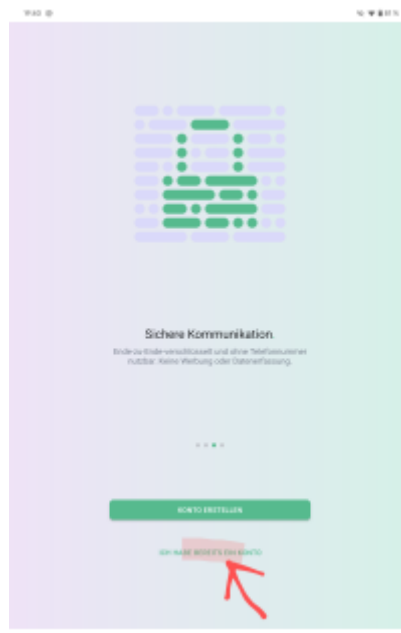 Sichere Kommunikation
Ende-zu-Ende-verschlüsselt und ohne Telefonnummer
nutzbar. Keine Werbung oder Datenerfassung.
KONTO ERSTELLEN
ICH HABE BEREITS EIN KONTO